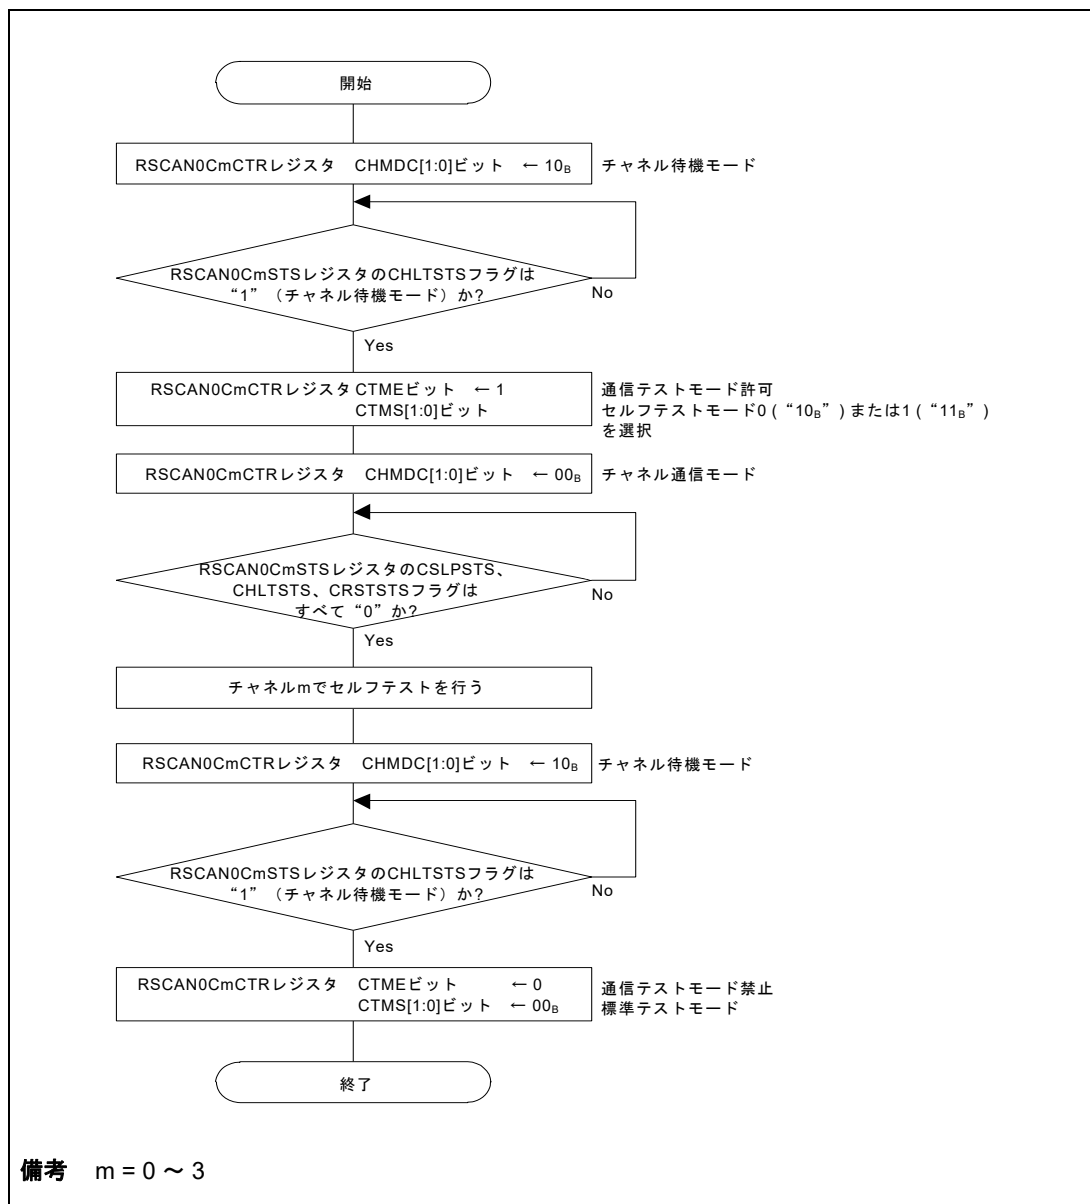 開始
RSCAN0CmCTRレジスタ CHMDC[1:0]ビット ← 10B チャネル待機モード
RSCAN0CmSTSレジスタのCHLTSTSフラグは
“1”（チャネル待機モード）か?
No
Yes
RSCAN0CmCTRレジスタ CTMEビット ← 1 通信テストモード許可
CTMS[1:0]ビット セルフテストモード0 (“10B”) または1 (“11B”)
を選択
RSCAN0CmCTRレジスタ CHMDC[1:0]ビット ← 00B チャネル通信モード
RSCAN0CmSTSレジスタのCSLPSTS、
CHLTSTS、CRSTSTSフラグは
すべて“0”か?
No
Yes
チャネルmでセルフテストを行う
RSCAN0CmCTRレジスタ CHMDC[1:0]ビット ← 10B チャネル待機モード
RSCAN0CmSTSレジスタのCHLTSTSフラグは
“1”（チャネル待機モード）か?
No
Yes
RSCAN0CmCTRレジスタ CTMEビット ← 0 通信テストモード禁止
CTMS[1:0]ビット ← 00B 標準テストモード
終了
備考 m = 0 ～ 3